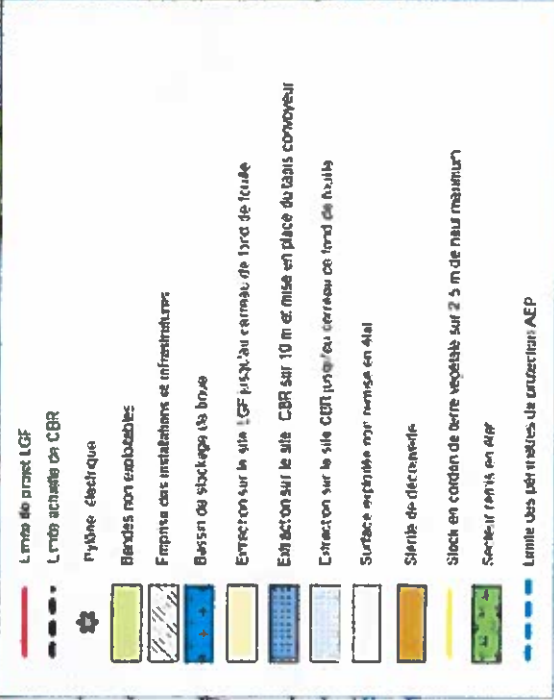 Limite de projet LGF
Limite actuelle de CBR
Pylône électrique
Bandes non exploitables
Emprise des installations et infrastructures
Bassin de stockage de boue
Extraction sur le site LGF jusqu'au carreau de fond de fouille
Extraction sur le site CBR sur 10 m et mise en place du tapis convoyeur
Extraction sur le site CBR jusqu'au carreau de fond de fouille
Surface exploitée non remise en état
Stérile de découverte
Stock en cordon de terre végétale sur 2 5 m de haut maximum
Secteur remis en état
Limite des périmètres de protection AEP